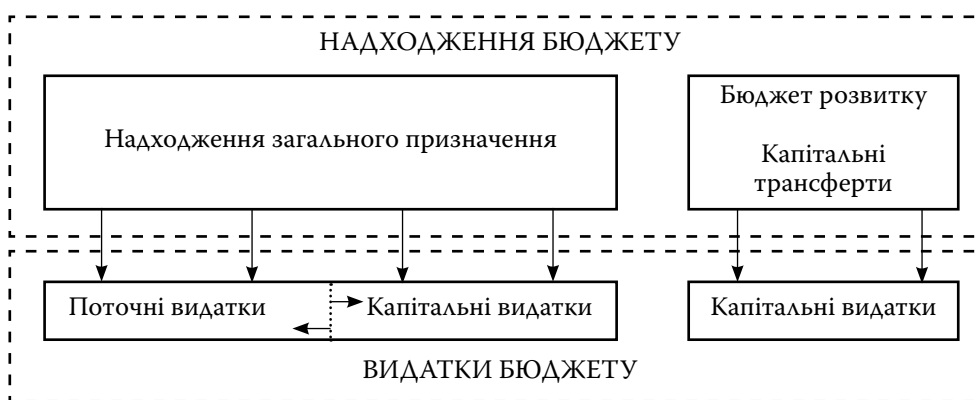 НАДХОДЖЕННЯ БЮДЖЕТУ
Надходження загального призначення
Бюджет розвитку
Капітальні
трансферти
Поточні видатки
Капітальні видатки
Капітальні видатки
ВИДАТКИ БЮДЖЕТУ